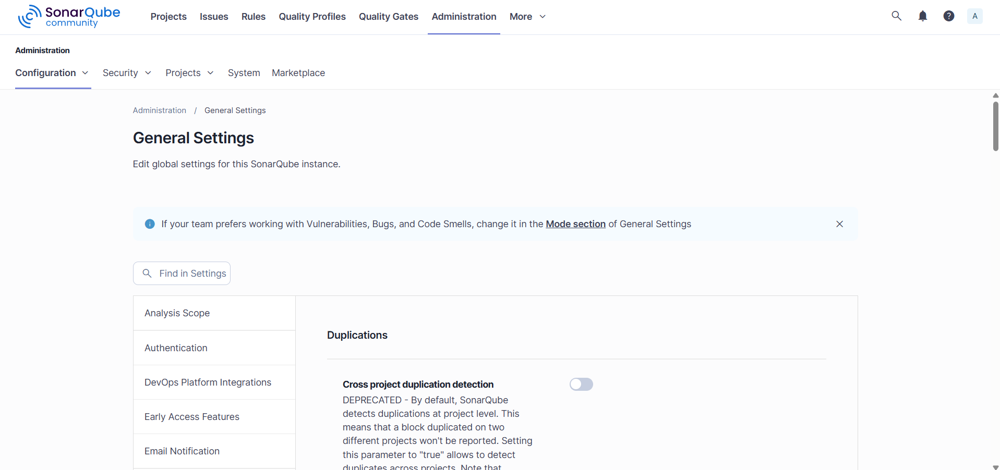 SonarQube community
Projects Issues Rules Quality Profiles Quality Gates Administration More
? A
Administration
Configuration Security Projects System Marketplace
Administration / General Settings
General Settings
Edit global settings for this SonarQube instance.
If your team prefers working with Vulnerabilities, Bugs, and Code Smells, change it in the Mode section of General Settings
Find in Settings
Analysis Scope
Authentication
DevOps Platform Integrations
Early Access Features
Email Notification
Duplications
Cross project duplication detection
DEPRECATED - By default, SonarQube
detects duplications at project level. This
means that a block duplicated on two
different projects won't be reported. Setting
this parameter to "true" allows to detect
duplicates across projects. Note that